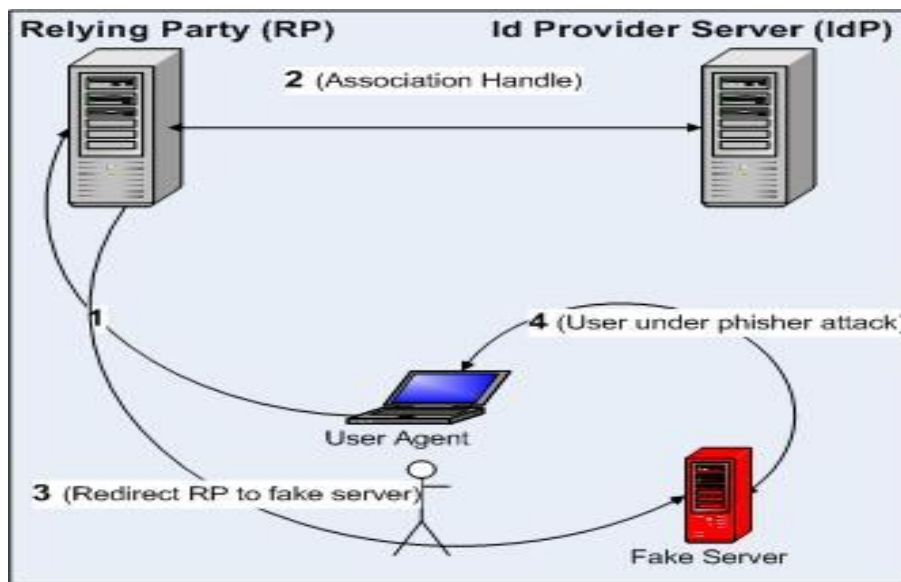 Relying Party (RP)
Id Provider Server (IdP)
2 (Association Handle)
1
4 (User under phisher attack)
User Agent
3 (Redirect RP to fake server)
Fake Server